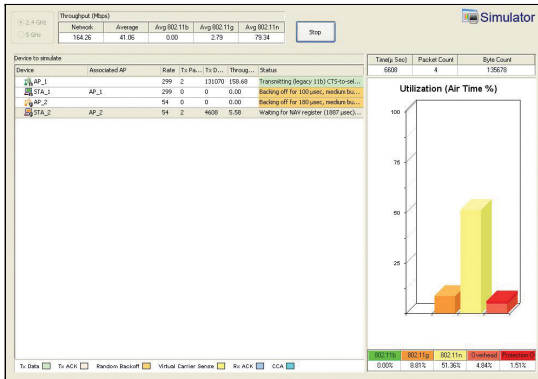 2.4 GHz
5 GHz
Throughput (Mbps)
Network Average Avg 802.11b Avg 802.11g Avg 802.11n
164.26 41.06 0.00 2.79 79.34
Stop
Simulator
Device to simulate
Device Associated AP Rate Tx Pa... Tx D... Throug... Status
AP_1 299 2 131070 158.68 Transmitting (legacy 11b) CTS-to-sel...
STA_1 AP_1 299 0 0 0.00 Backing off for 100 µsec, medium bu...
AP_2 54 0 0 0.00 Backing off for 180 µsec, medium bu...
STA_2 AP_2 54 2 4608 5.58 Waiting for NAV register (1887 µsec)...
Time(µ Sec) Packet Count Byte Count
6608 4 135678
Utilization (Air Time %)
100
75
50
25
802.11b 802.11g 802.11n Overhead Protection O
0.00% 8.81% 51.36% 4.84% 1.51%
Tx Data Tx ACK Random Backoff Virtual Carrier Sense Rx ACK CCA